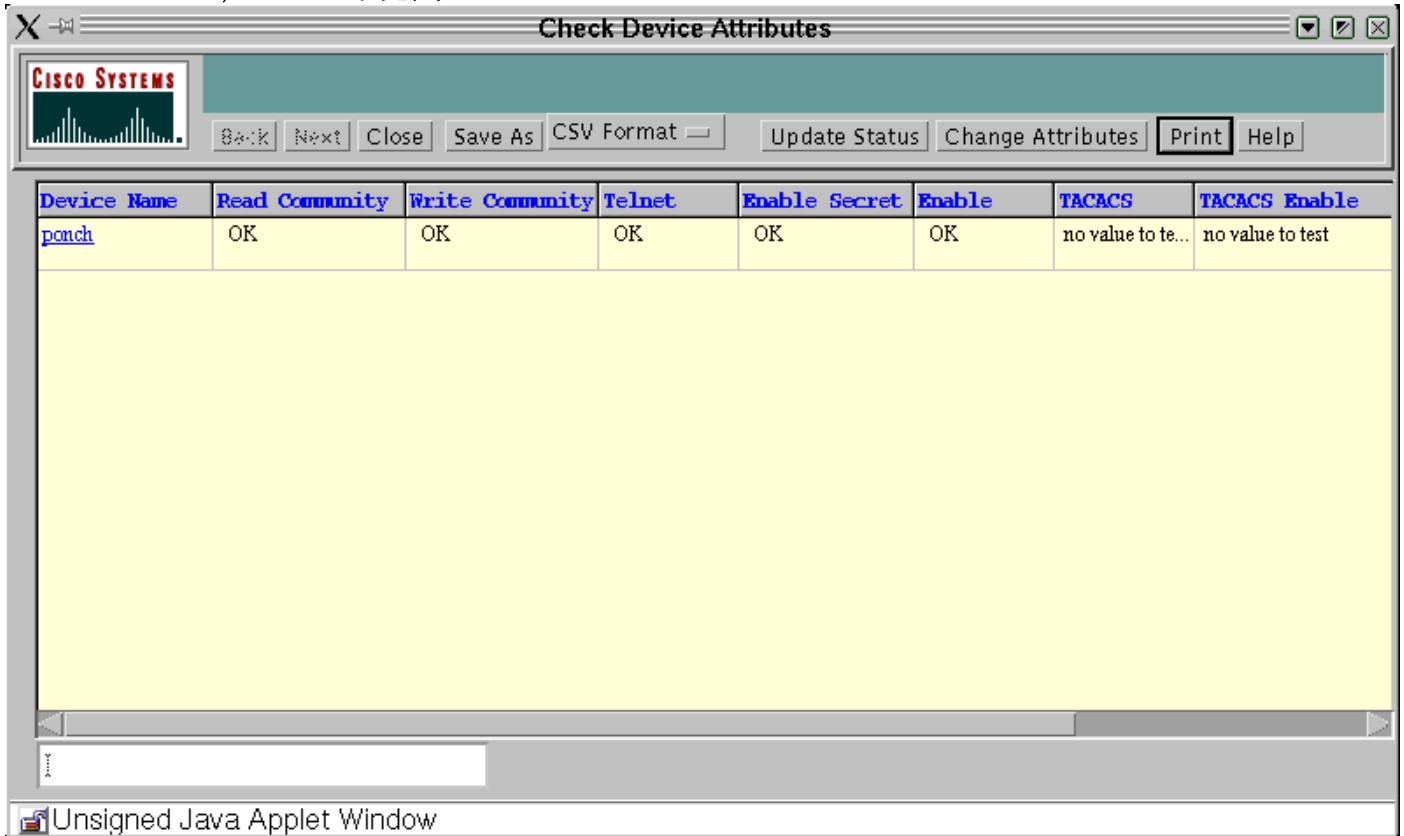 Check Device Attributes
CISCO SYSTEMS
Back Next Close Save As CSV Format Update Status Change Attributes Print Help
Device Name Read Community Write Community Telnet Enable Secret Enable TACACS TACACS Enable
ponch OK OK OK OK OK no value to te... no value to test
Unsigned Java Applet Window